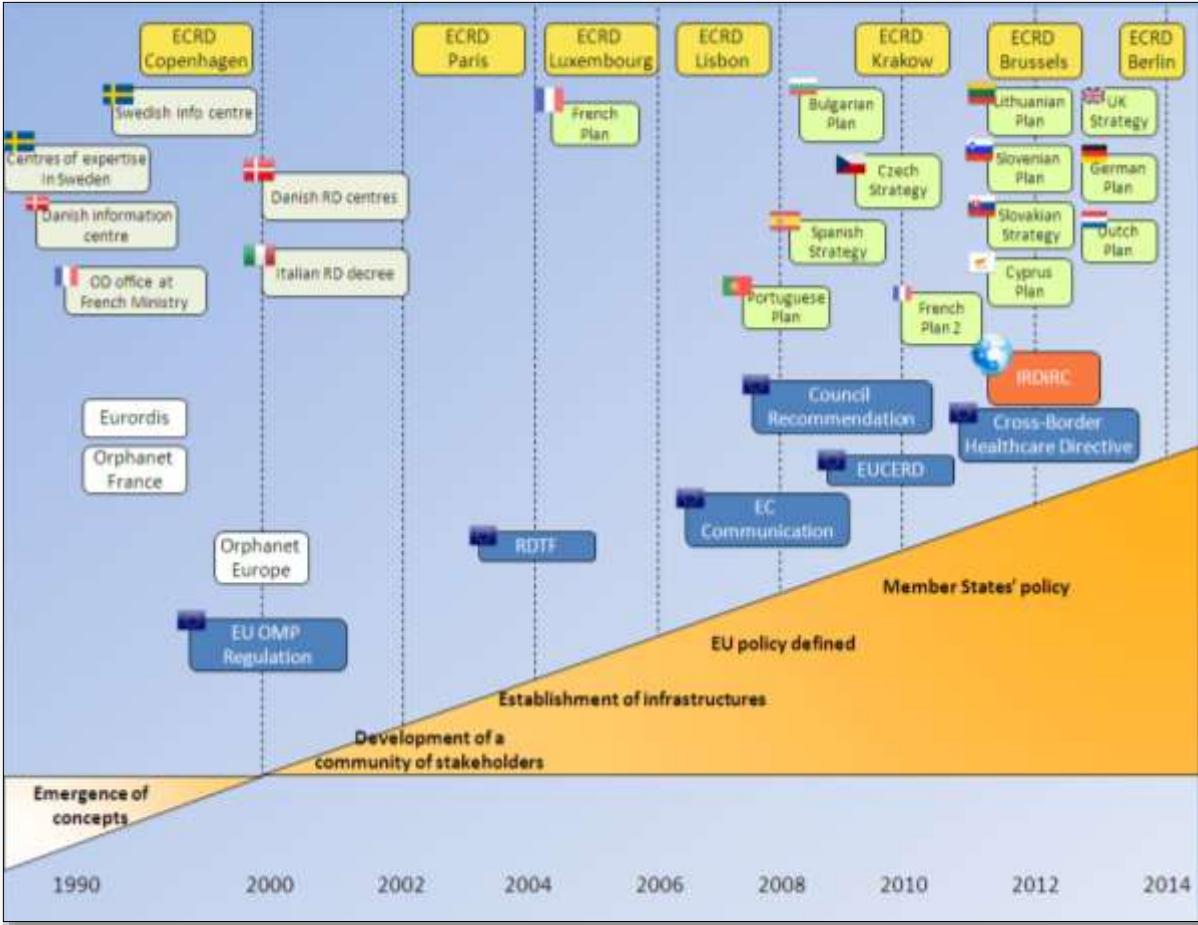 ECRD
Copenhagen
ECRD
Paris
ECRD
Luxembourg
ECRD
Lisbon
ECRD
Krakow
ECRD
Brussels
ECRD
Berlin
Swedish info centre
Centres of expertise
in Sweden
Danish information
centre
OD office at
French Ministry
Danish RD centres
Italian RD decree
French
Plan
Bulgarian
Plan
Czech
Strategy
Spanish
Strategy
Portuguese
Plan
French
Plan 2
Lithuanian
Plan
Slovenian
Plan
Slovakian
Strategy
Cyprus
Plan
UK
Strategy
German
Plan
Dutch
Plan
IRDiRC
Eurordis
Orphanet
France
Orphanet
Europe
EU OMP
Regulation
RDTF
Council
Recommendation
EUCERD
EC
Communication
Cross-Border
Healthcare Directive
Member States' policy
EU policy defined
Establishment of infrastructures
Development of a
community of stakeholders
Emergence of
concepts
1990
2000
2002
2004
2006
2008
2010
2012
2014